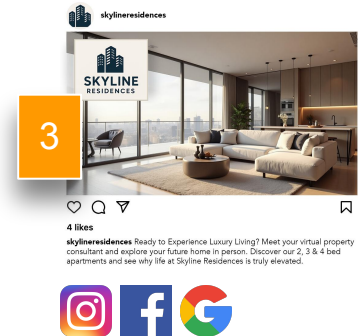 skylineresidences
SKYLINE
RESIDENCES
3
4 likes
skylineresidences Ready to Experience Luxury Living? Meet your virtual property
consultant and explore your future home in person. Discover our 2, 3 & 4 bed
apartments and see why life at Skyline Residences is truly elevated.